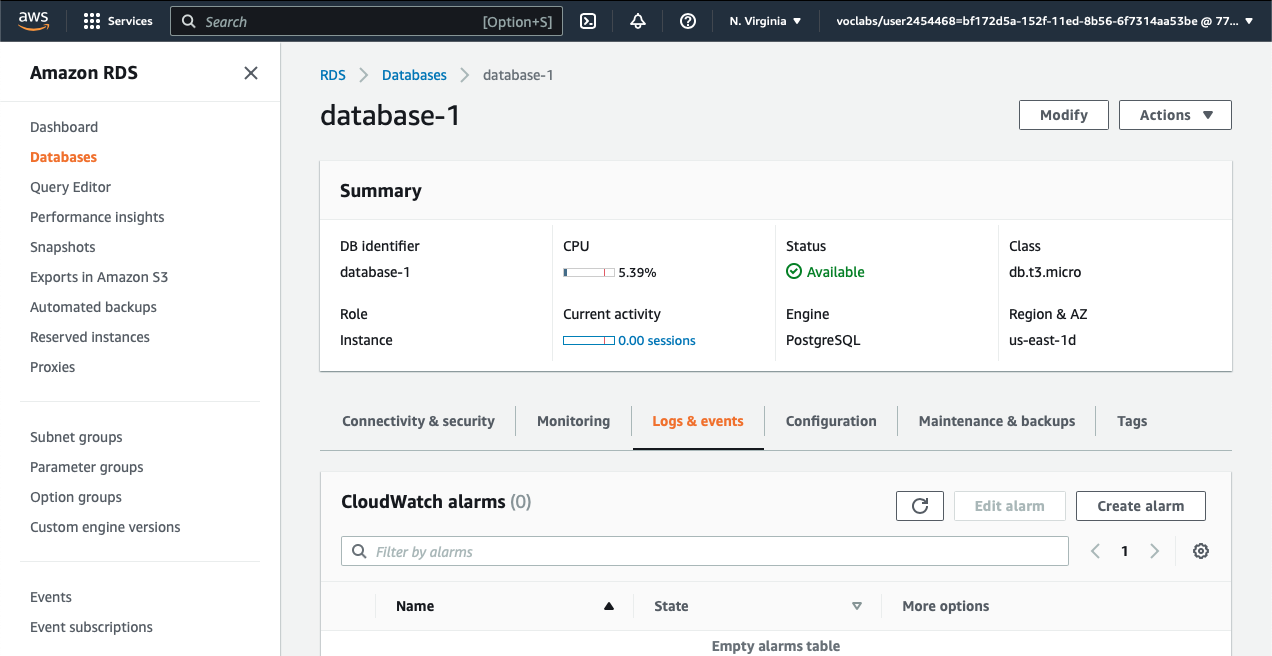 aws Services Search [Option+S] N. Virginia voclabs/user2454468=bf172d5a-152f-11ed-8b56-6f7314aa53be @ 77...
Amazon RDS
Dashboard
Databases
Query Editor
Performance insights
Snapshots
Exports in Amazon S3
Automated backups
Reserved instances
Proxies
Subnet groups
Parameter groups
Option groups
Custom engine versions
Events
Event subscriptions
RDS Databases database-1
database-1
Modify Actions
Summary
DB identifier CPU Status Class
database-1 5.39% Available db.t3.micro
Role Current activity Engine Region & AZ
Instance 0.00 sessions PostgreSQL us-east-1d
Connectivity & security Monitoring Logs & events Configuration Maintenance & backups Tags
CloudWatch alarms (0) Edit alarm Create alarm
Filter by alarms 1
Name State More options
Empty alarms table